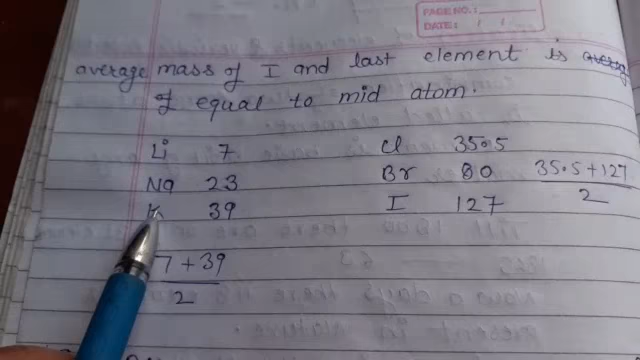 PAGE NO.:
DATE: / /
average mass of I and last element is
of equal to mid atom.
Li 7 Cl 35.5
Na 23 Br 80 35.5+127
K 39 I 127 2
7 + 39
2